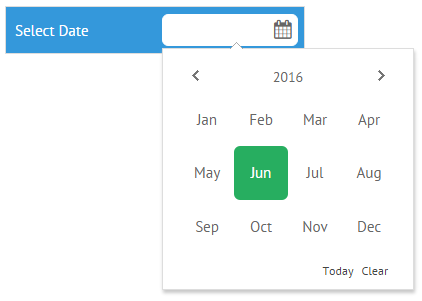 Select Date
2016
Jan Feb Mar Apr
May Jun Jul Aug
Sep Oct Nov Dec
Today Clear